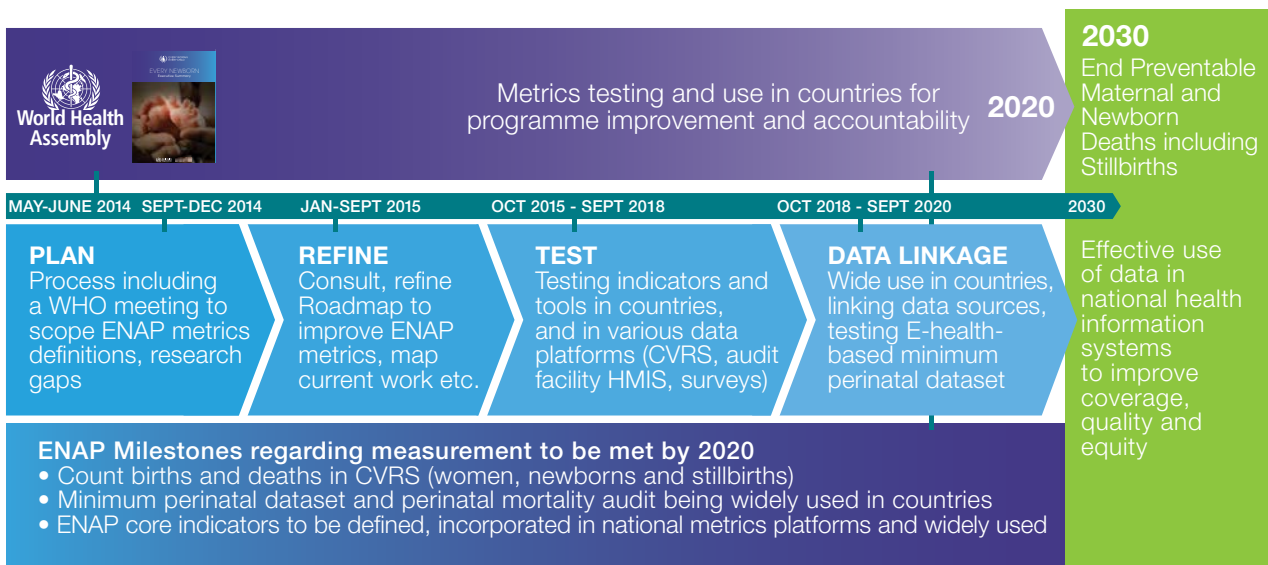 World Health
Assembly
EVERY NEWBORN
Metrics testing and use in countries for
programme improvement and accountability
2020
2030
End Preventable
Maternal and
Newborn
Deaths including
Stillbirths
MAY-JUNE 2014
SEPT-DEC 2014
JAN-SEPT 2015
OCT 2015 - SEPT 2018
OCT 2018 - SEPT 2020
2030
PLAN
Process including
a WHO meeting to
scope ENAP metrics
definitions, research
gaps
REFINE
Consult, refine
Roadmap to
improve ENAP
metrics, map
current work etc.
TEST
Testing indicators and
tools in countries,
and in various data
platforms (CVRS, audit
facility HMIS, surveys)
DATA LINKAGE
Wide use in countries,
linking data sources,
testing E-health-
based minimum
perinatal dataset
Effective use
of data in
national health
information
systems
to improve
coverage,
quality and
equity
ENAP Milestones regarding measurement to be met by 2020
• Count births and deaths in CVRS (women, newborns and stillbirths)
• Minimum perinatal dataset and perinatal mortality audit being widely used in countries
• ENAP core indicators to be defined, incorporated in national metrics platforms and widely used